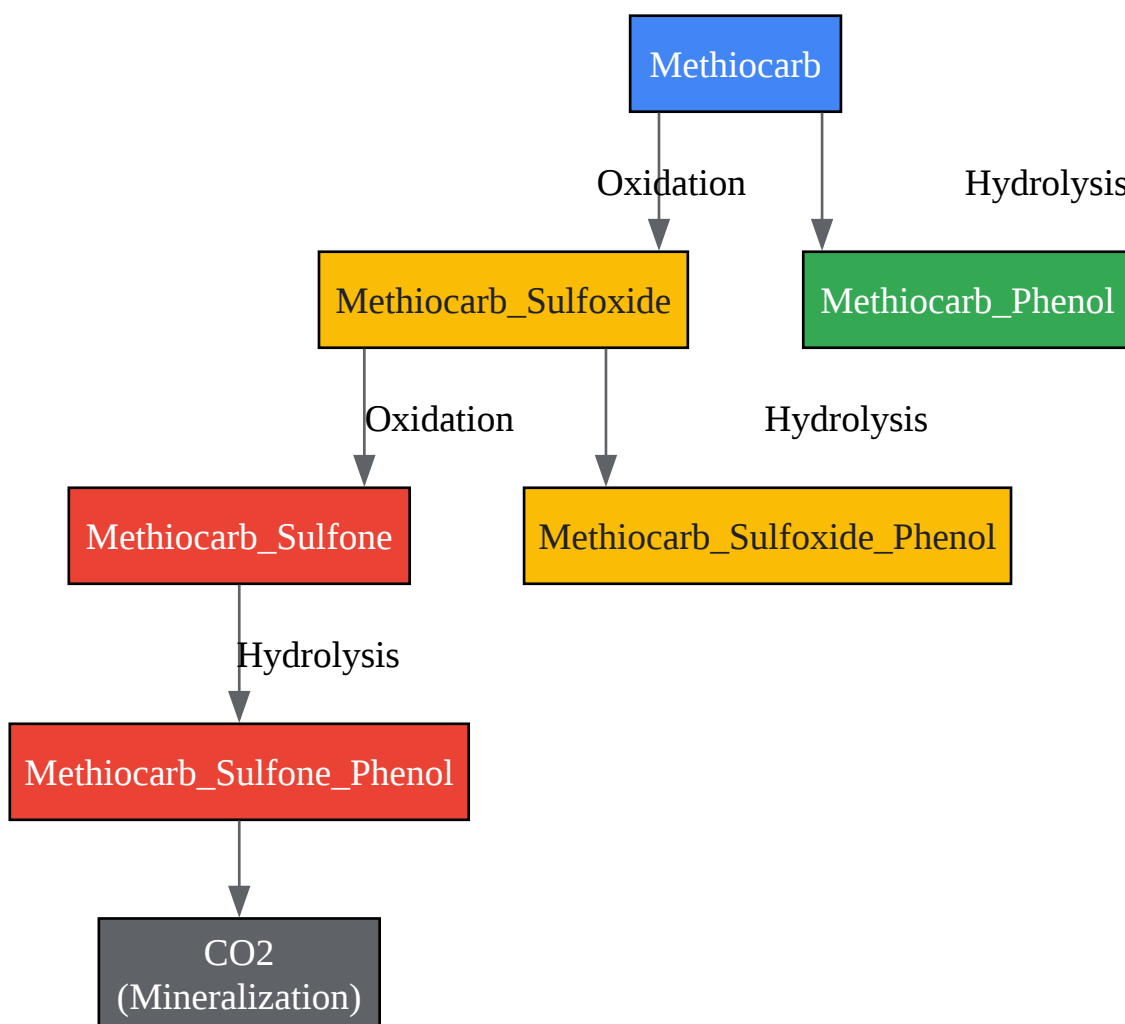 Methiocarb
Oxidation
Hydrolysis
Methiocarb_Sulfoxide
Methiocarb_Phenol
Oxidation
Hydrolysis
Methiocarb_Sulfone
Methiocarb_Sulfoxide_Phenol
Hydrolysis
Methiocarb_Sulfone_Phenol
CO2
(Mineralization)